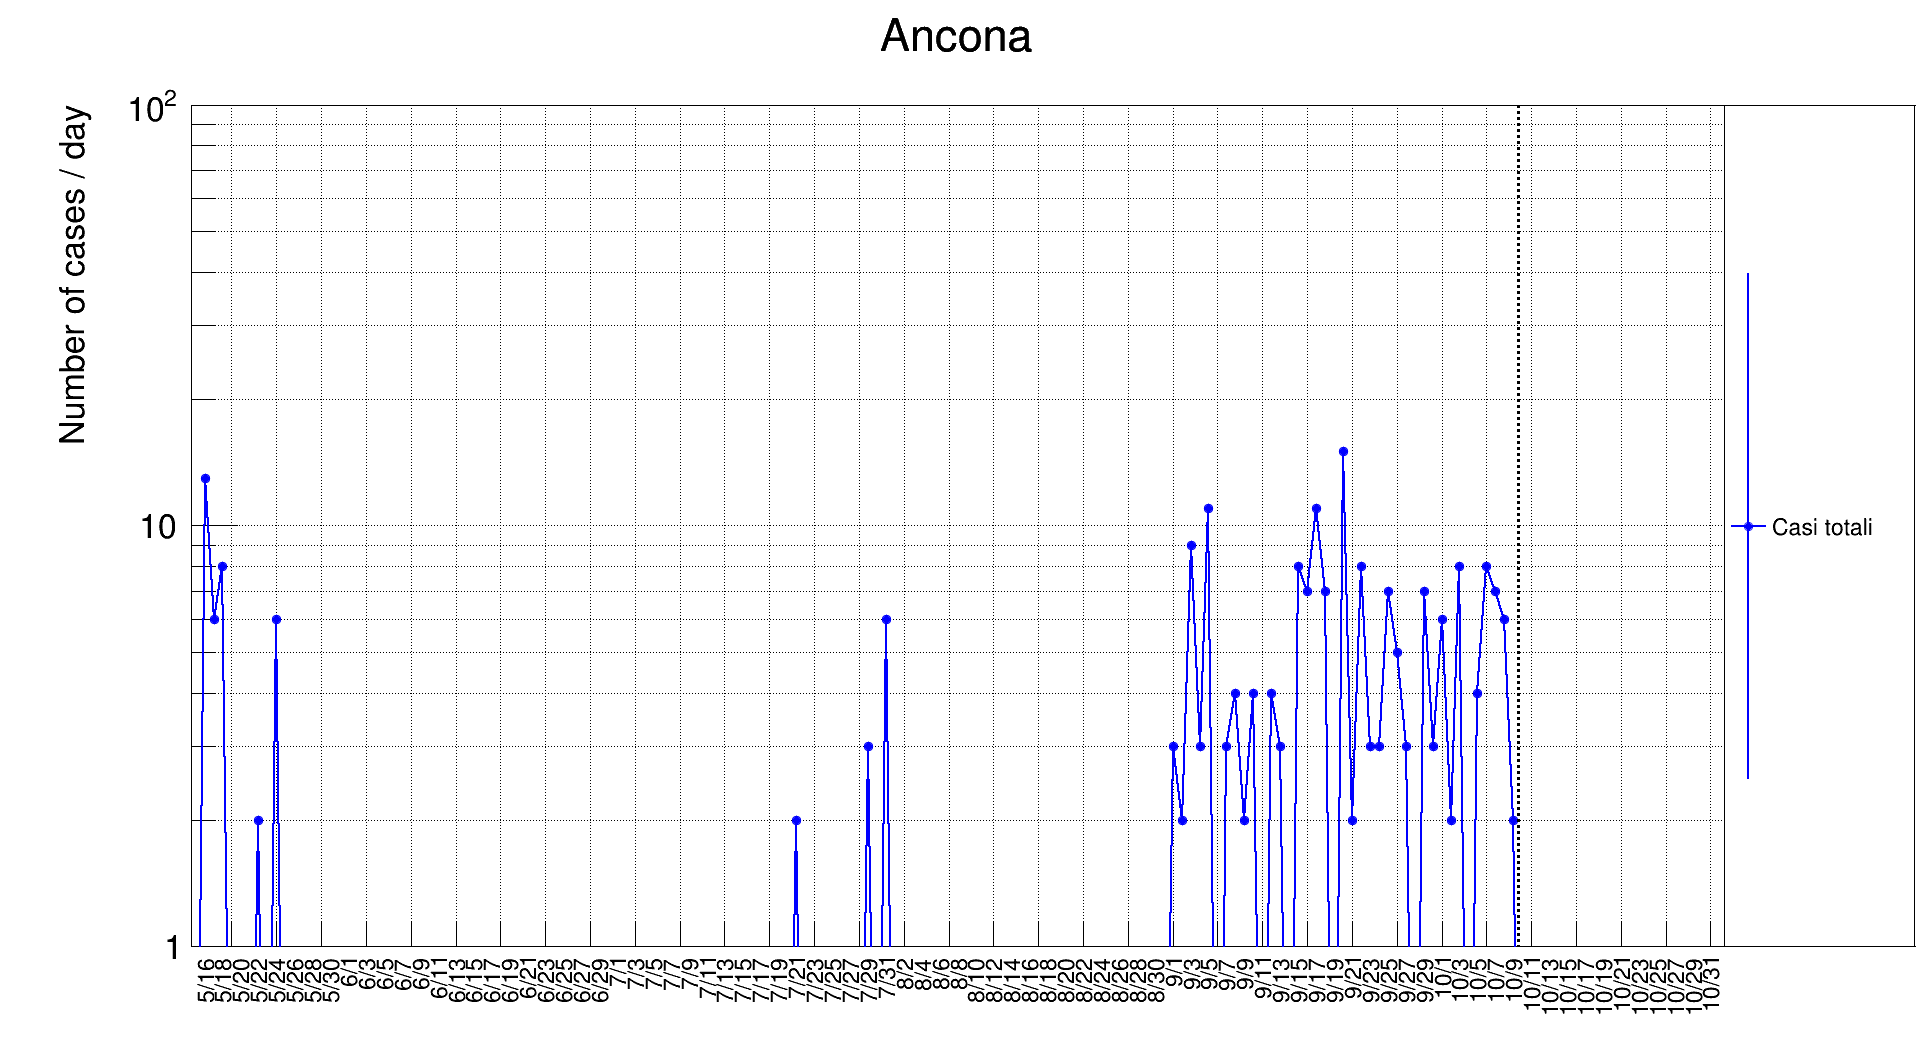 Ancona
Number of cases / day
10²
10
1
Casi totali
5/16 5/18 5/20 5/22 5/24 5/26 5/28 5/30 6/1 6/3 6/5 6/7 6/9 6/11 6/13 6/15 6/17 6/19 6/21 6/23 6/25 6/27 6/29 7/1 7/3 7/5 7/7 7/9 7/11 7/13 7/15 7/17 7/19 7/21 7/23 7/25 7/27 7/29 7/31 8/2 8/4 8/6 8/8 8/10 8/12 8/14 8/16 8/18 8/20 8/22 8/24 8/26 8/28 8/30 9/1 9/3 9/5 9/7 9/9 9/11 9/13 9/15 9/17 9/19 9/21 9/23 9/25 9/27 9/29 10/1 10/3 10/5 10/7 10/9 10/11 10/13 10/15 10/17 10/19 10/21 10/23 10/25 10/27 10/29 10/31